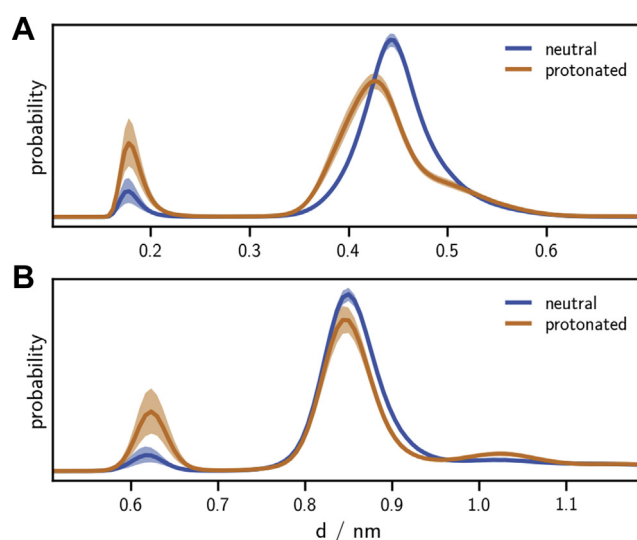 A
probability
neutral
protonated
0.2 0.3 0.4 0.5 0.6
B
probability
neutral
protonated
0.6 0.7 0.8 0.9 1.0 1.1
d / nm